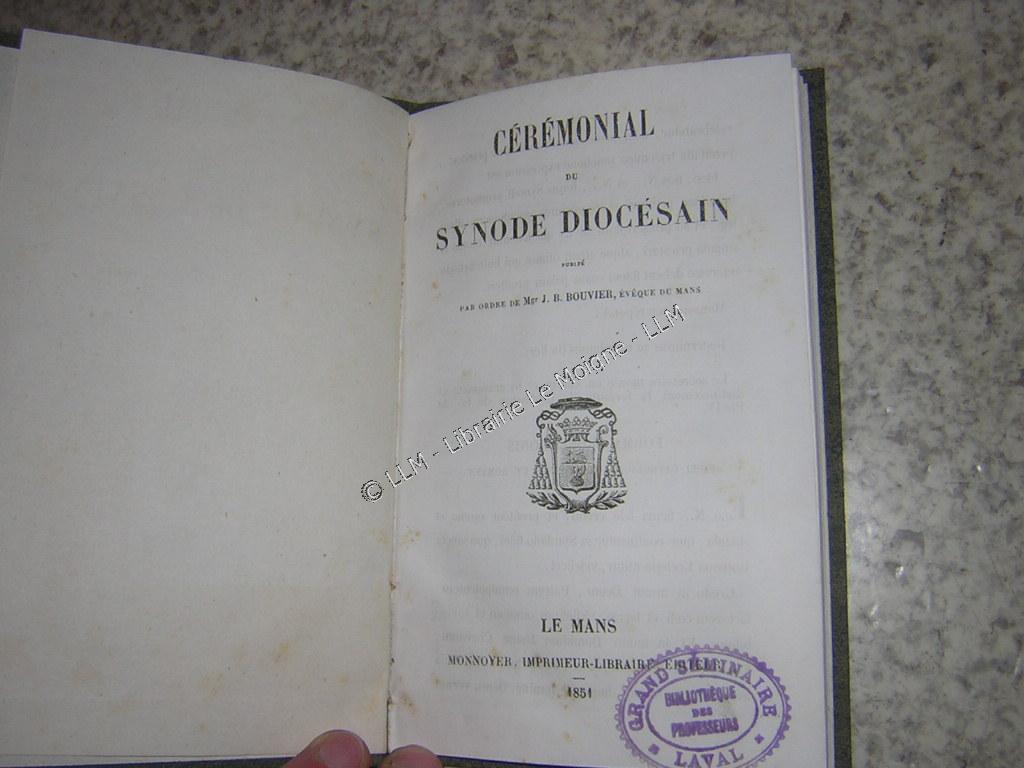 CÉRÉMONIAL
DU
SYNODE DIOCÉSAIN
PUBLIÉ
PAR ORDRE DE Mgr J. B. BOUVIER, ÉVÊQUE DU MANS
© LLM - Librairie Le Moigne - LLM
LE MANS
MONNOYER, IMPRIMEUR-LIBRAIRE
1851
GRAND SÉMINAIRE
BIBLIOTHÈQUE
DES
PROFESSEURS
* LAVAL *